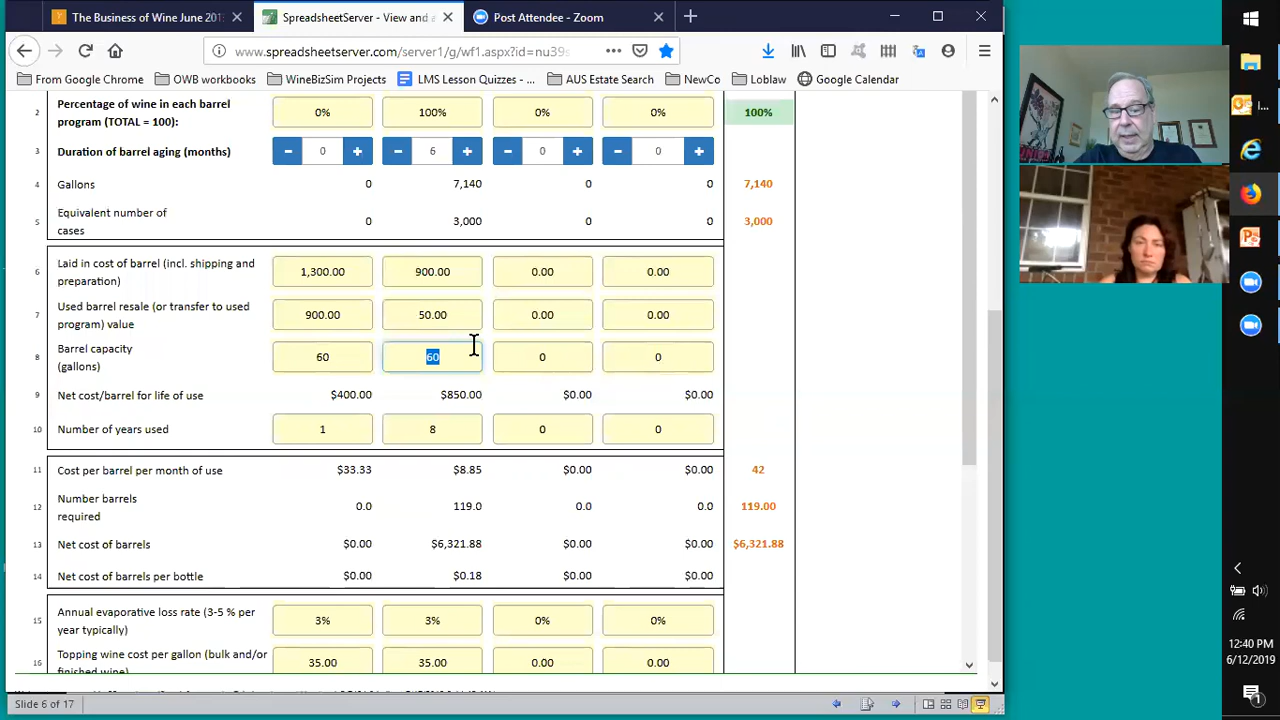 The Business of Wine June 201
SpreadsheetServer - View and a
Post Attendee - Zoom
www.spreadsheetserver.com/server1/g/wf1.aspx?id=nu39s
From Google Chrome
OWB workbooks
WineBizSim Projects
LMS Lesson Quizzes - ...
AUS Estate Search
NewCo
Loblaw
Google Calendar
2 Percentage of wine in each barrel program (TOTAL = 100): 0% 100% 0% 0% 100%
3 Duration of barrel aging (months) - 0 + - 6 + - 0 + - 0 +
4 Gallons 0 7,140 0 0 7,140
5 Equivalent number of cases 0 3,000 0 0 3,000
6 Laid in cost of barrel (incl. shipping and preparation) 1,300.00 900.00 0.00 0.00
7 Used barrel resale (or transfer to used program) value 900.00 50.00 0.00 0.00
8 Barrel capacity (gallons) 60 60 0 0
9 Net cost/barrel for life of use $400.00 $850.00 $0.00 $0.00
10 Number of years used 1 8 0 0
11 Cost per barrel per month of use $33.33 $8.85 $0.00 $0.00 42
12 Number barrels required 0.0 119.0 0.0 0.0 119.00
13 Net cost of barrels $0.00 $6,321.88 $0.00 $0.00 $6,321.88
14 Net cost of barrels per bottle $0.00 $0.18 $0.00 $0.00
15 Annual evaporative loss rate (3-5 % per year typically) 3% 3% 0% 0%
16 Topping wine cost per gallon (bulk and/or finished wine) 35.00 35.00 0.00 0.00
Slide 6 of 17
12:40 PM
6/12/2019
1